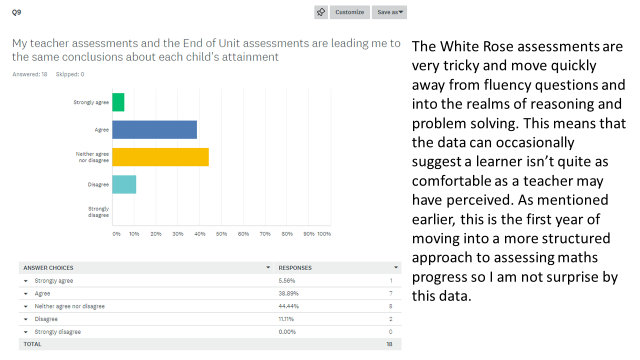 Q9
Customize
Save as
My teacher assessments and the End of Unit assessments are leading me to
the same conclusions about each child's attainment
Answered: 18 Skipped: 0
Strongly agree
Agree
Neither agree
nor disagree
Disagree
Strongly
disagree
0% 10% 20% 30% 40% 50% 60% 70% 80% 90% 100%
ANSWER CHOICES RESPONSES
Strongly agree 5.56% 1
Agree 38.89% 7
Neither agree nor disagree 44.44% 8
Disagree 11.11% 2
Strongly disagree 0.00% 0
TOTAL 18
The White Rose assessments are
very tricky and move quickly
away from fluency questions and
into the realms of reasoning and
problem solving. This means that
the data can occasionally
suggest a learner isn't quite as
comfortable as a teacher may
have perceived. As mentioned
earlier, this is the first year of
moving into a more structured
approach to assessing maths
progress so I am not surprise by
this data.